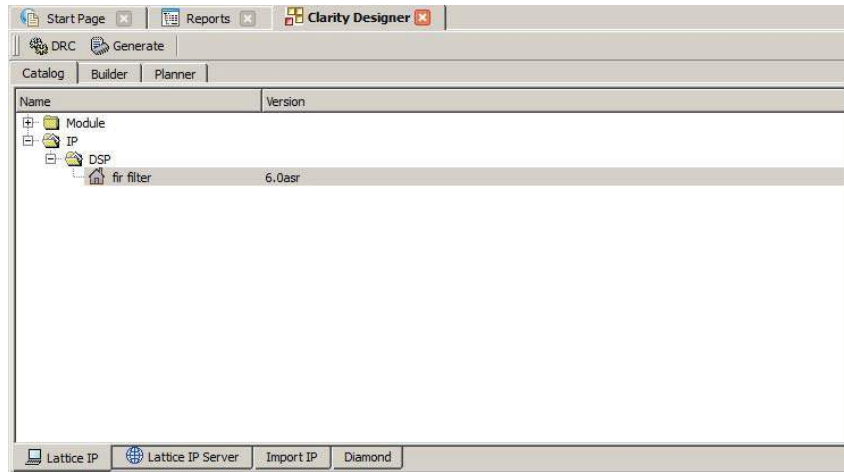 Start Page Reports Clarity Designer
DRC Generate
Catalog Builder Planner
Name Version
Module
IP
DSP
fir filter 6.0asr
Lattice IP Lattice IP Server Import IP Diamond